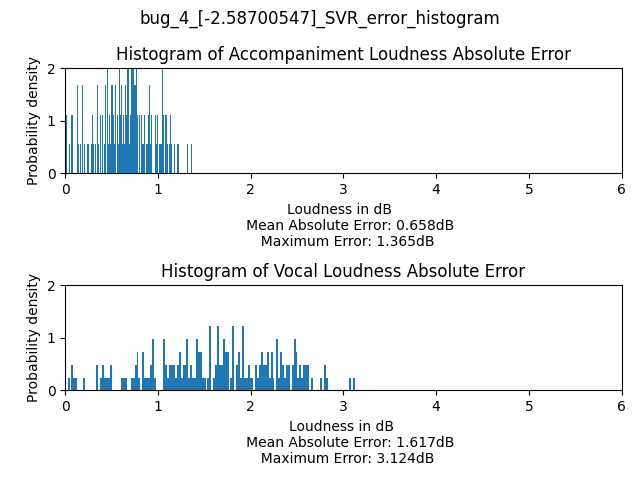 bug_4_[-2.58700547]_SVR_error_histogram
Histogram of Accompaniment Loudness Absolute Error
Probability density
2
1
0
0 1 2 3 4 5 6
Loudness in dB
Mean Absolute Error: 0.658dB
Maximum Error: 1.365dB
Histogram of Vocal Loudness Absolute Error
Probability density
2
1
0
0 1 2 3 4 5 6
Loudness in dB
Mean Absolute Error: 1.617dB
Maximum Error: 3.124dB